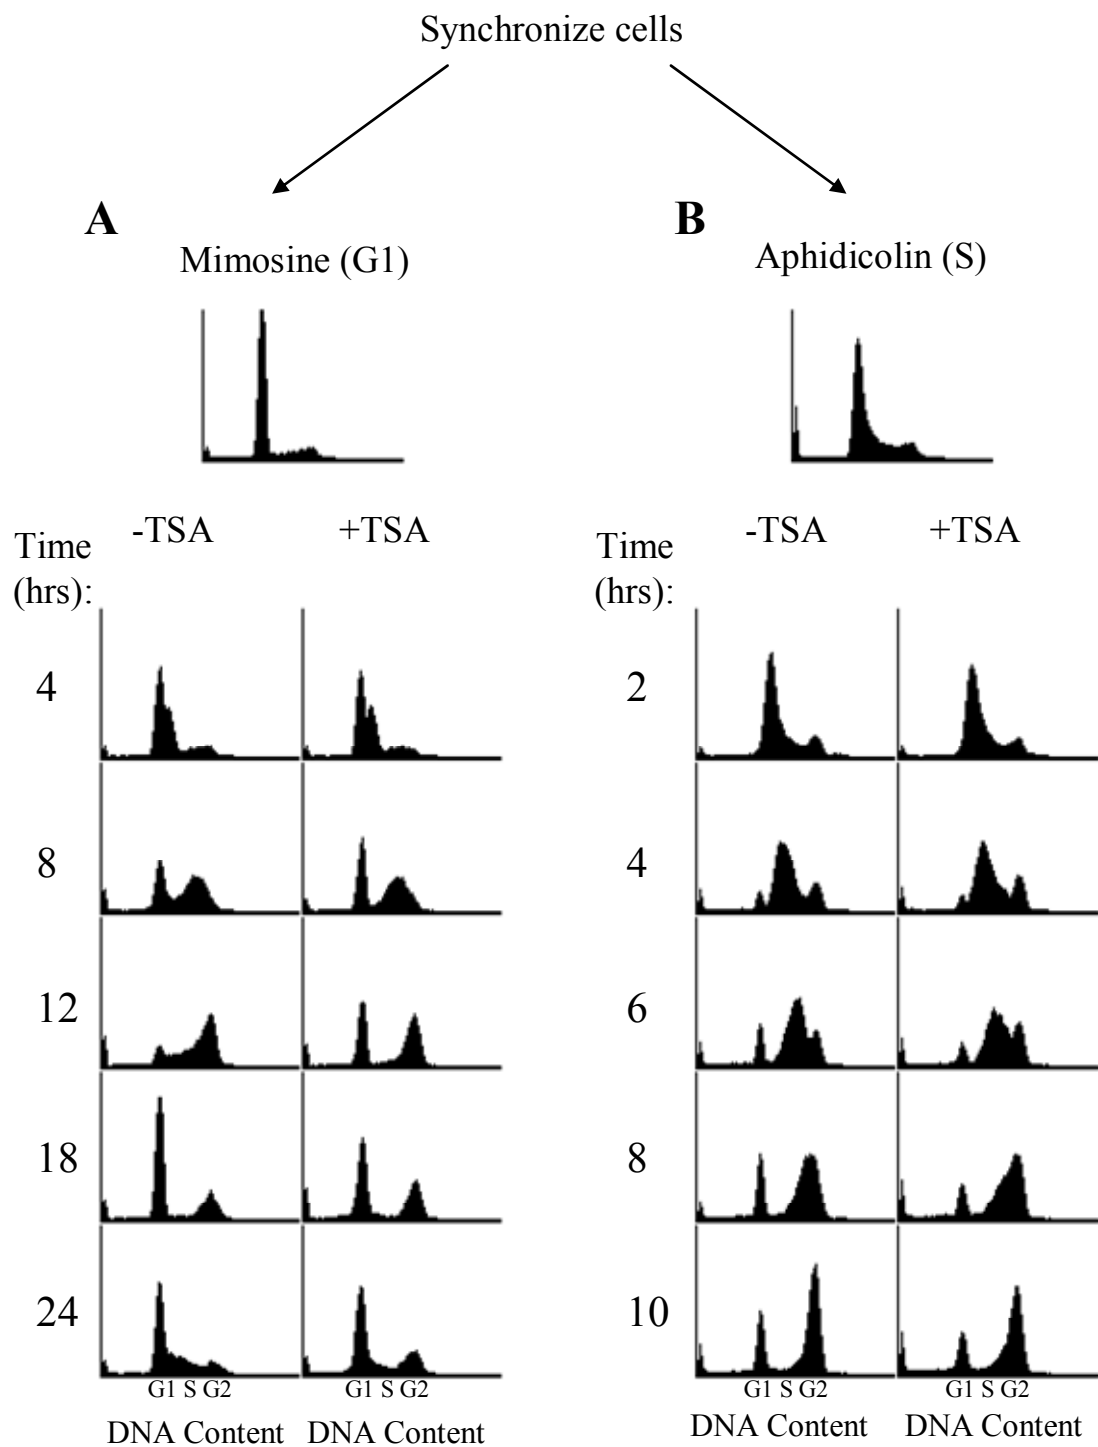 Synchronize cells
A
Mimosine (G1)
-TSA +TSA
Time
(hrs):
4
8
12
18
24
G1 S G2 G1 S G2
DNA Content DNA Content
B
Aphidicolin (S)
-TSA +TSA
Time
(hrs):
2
4
6
8
10
G1 S G2 G1 S G2
DNA Content DNA Content